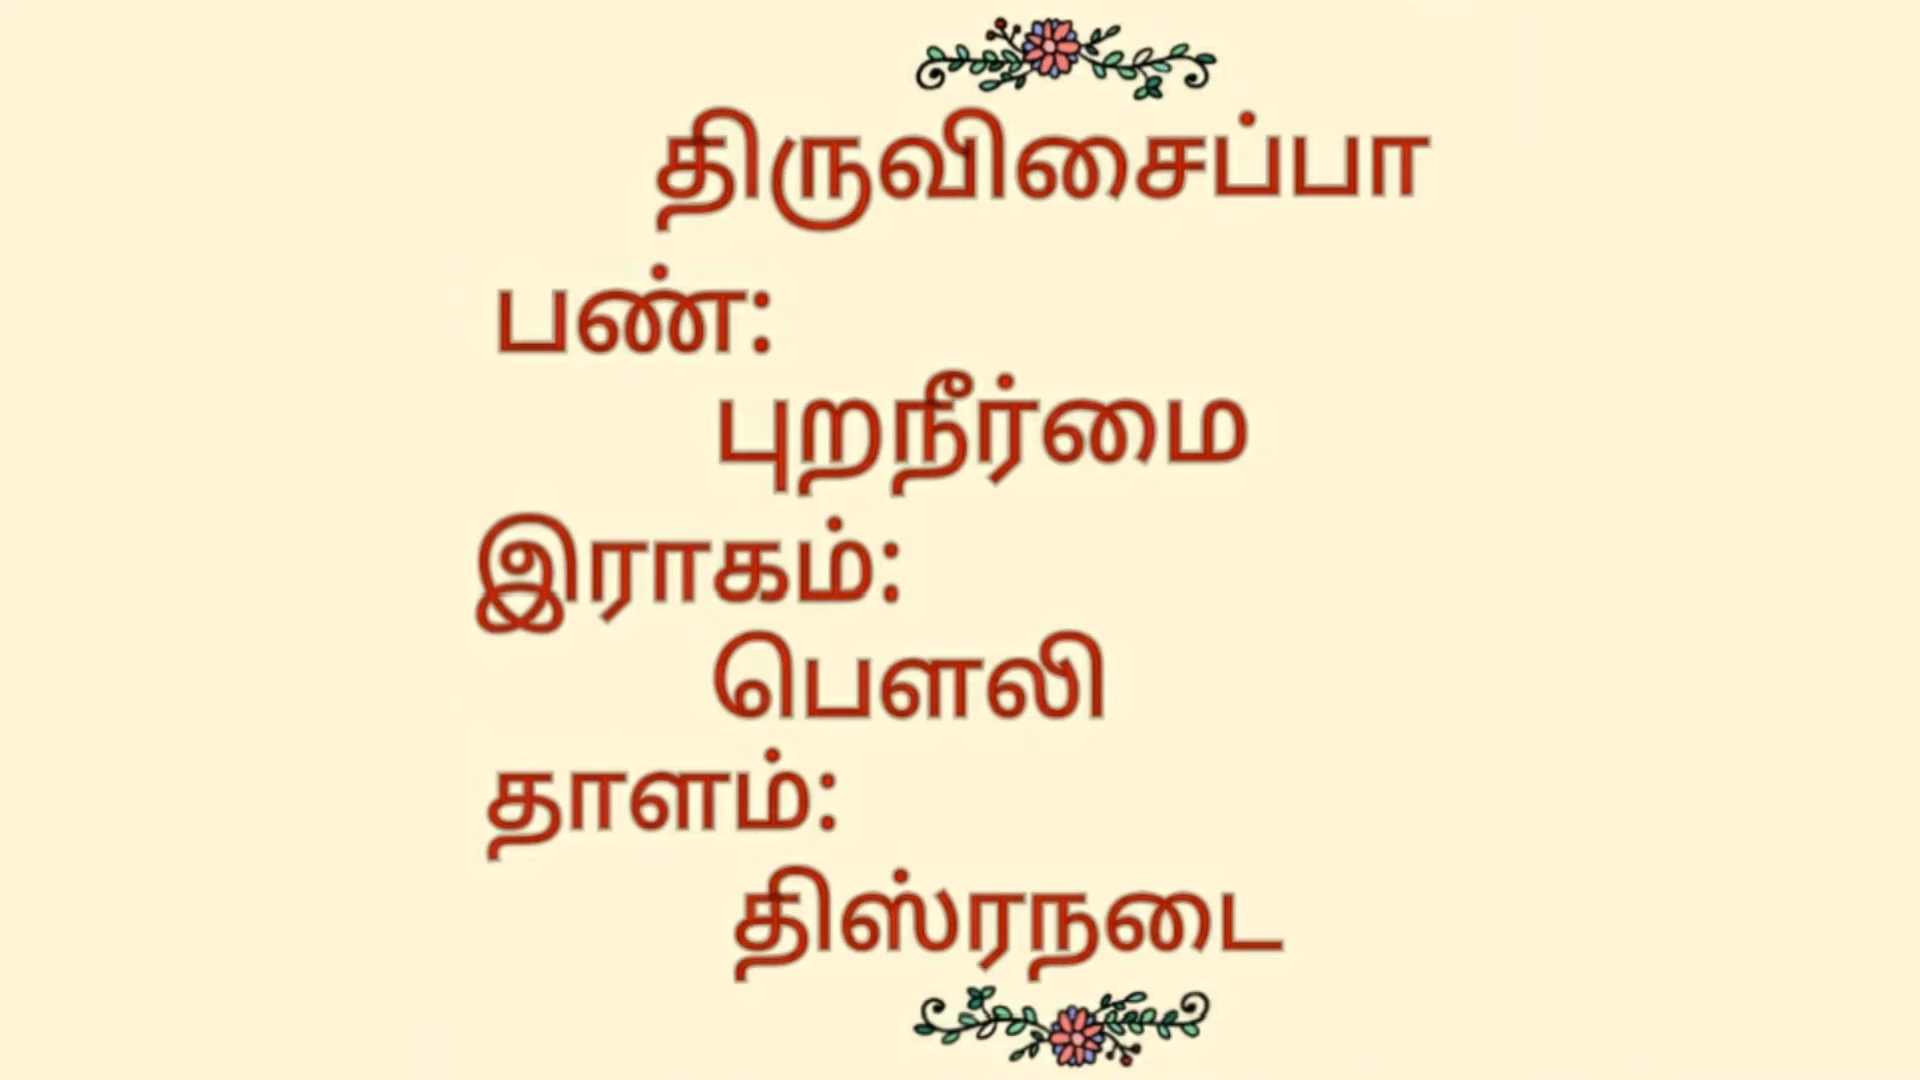 திருவிசைப்பா
பண்:
புறநீர்மை
இராகம்:
பௌலி
தாளம்:
திஸ்ரநடை